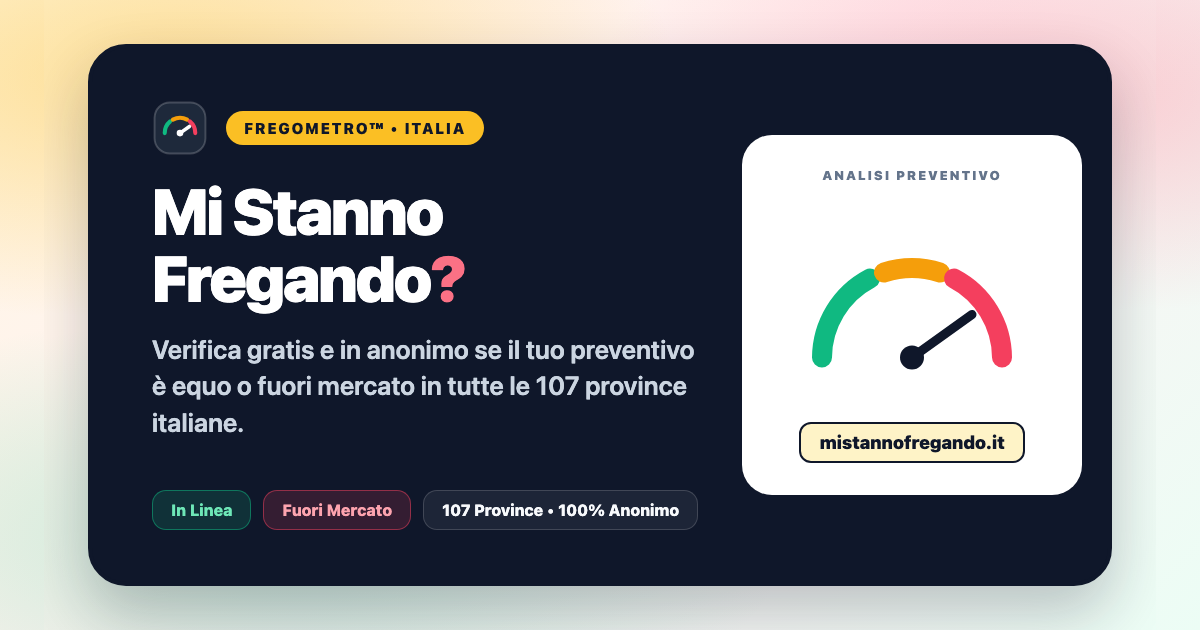 FREGOMETRO™ • ITALIA
Mi Stanno
Fregando?
Verifica gratis e in anonimo se il tuo preventivo
è equo o fuori mercato in tutte le 107 province
italiane.
In Linea
Fuori Mercato
107 Province • 100% Anonimo
ANALISI PREVENTIVO
mistannofregando.it